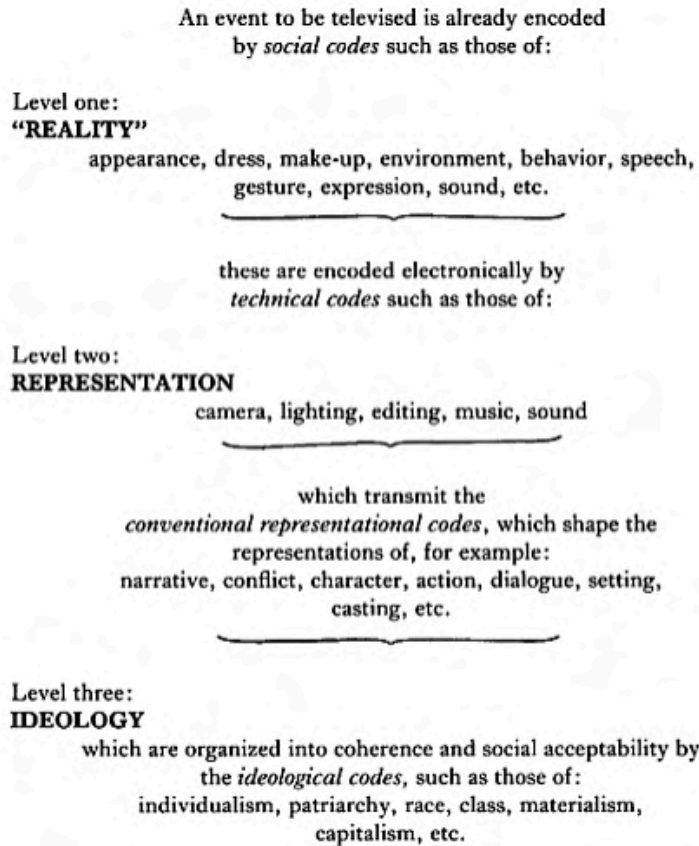 An event to be televised is already encoded
by social codes such as those of:
Level one:
“REALITY”
appearance, dress, make-up, environment, behavior, speech,
gesture, expression, sound, etc.
these are encoded electronically by
technical codes such as those of:
Level two:
REPRESENTATION
camera, lighting, editing, music, sound
which transmit the
conventional representational codes, which shape the
representations of, for example:
narrative, conflict, character, action, dialogue, setting,
casting, etc.
Level three:
IDEOLOGY
which are organized into coherence and social acceptability by
the ideological codes, such as those of:
individualism, patriarchy, race, class, materialism,
capitalism, etc.